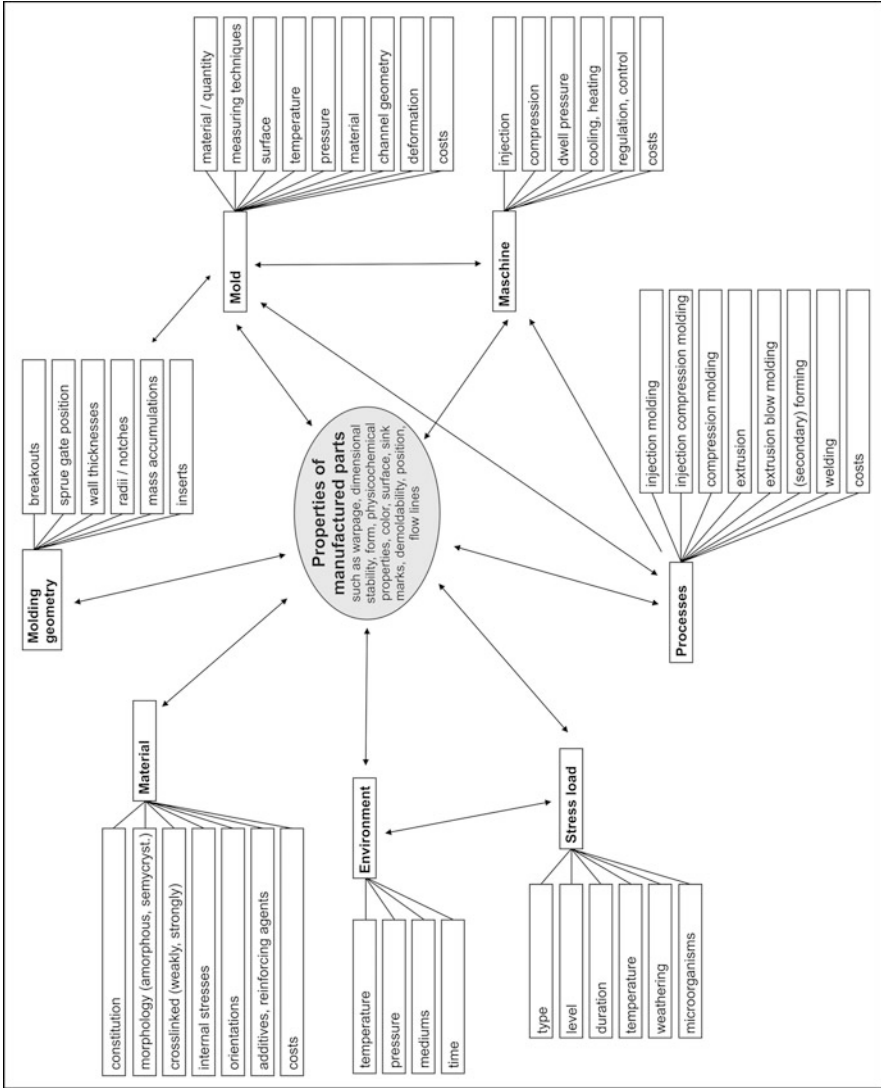 Properties of
manufactured parts
such as warpage, dimensional
stability, form, physicochemical
properties, color, surface, sink
marks, demoldability, position,
flow lines
Material
constitution
morphology (amorphous, semycryst.)
crosslinked (weakly, strongly)
internal stresses
orientations
additives, reinforcing agents
costs
Molding
geometry
breakouts
sprue gate position
wall thicknesses
radii / notches
mass accumulations
inserts
Mold
material / quantity
measuring techniques
surface
temperature
pressure
material
channel geometry
deformation
costs
Environment
temperature
pressure
mediums
time
Maschine
injection
compression
dwell pressure
cooling, heating
regulation, control
costs
Stress load
type
level
duration
temperature
weathering
microorganisms
Processes
injection molding
injection compression molding
compression molding
extrusion
extrusion blow molding
(secondary) forming
welding
costs